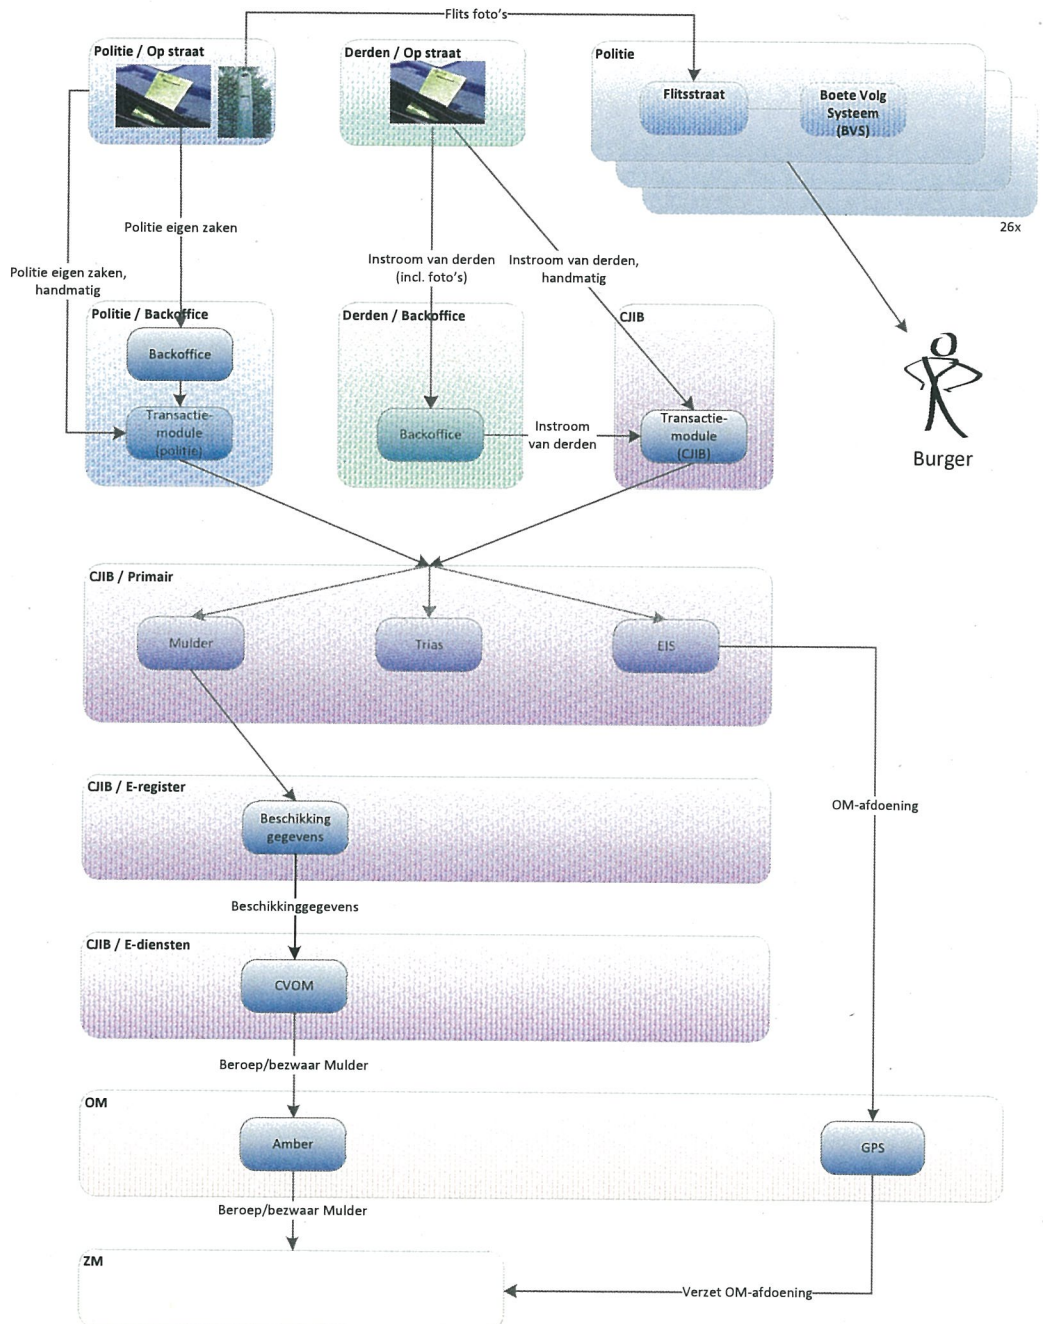 Flits foto's
Politie / Op straat
Derden / Op straat
Politie
Flitsstraat
Boete Volg
Systeem
(BVS)
26x
Politie eigen zaken
Politie eigen zaken,
handmatig
Instroom van derden
(incl. foto's)
Instroom van derden,
handmatig
Politie / Backoffice
Backoffice
Transactie-
module
(politie)
Derden / Backoffice
Backoffice
Instroom
van derden
CJIB
Transactie-
module
(CJIB)
Burger
CJIB / Primair
Mulder
Trias
EIS
CJIB / E-register
Beschikking
gegevens
OM-afdoening
Beschikkinggegevens
CJIB / E-diensten
CVOM
Beroep/bezwaar Mulder
OM
Amber
GPS
Beroep/bezwaar Mulder
ZM
Verzet OM-afdoening